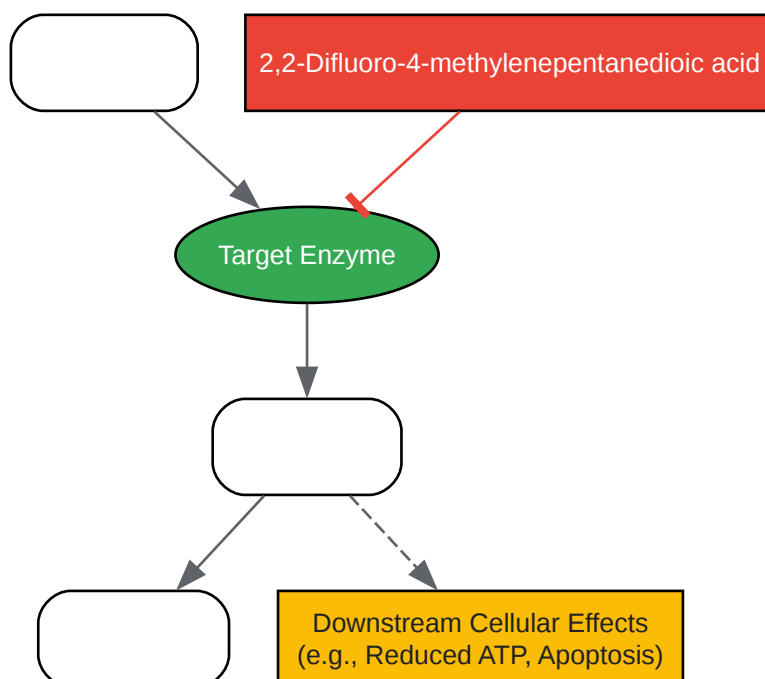 2,2-Difluoro-4-methylenepentanedioic acid
Target Enzyme
Downstream Cellular Effects
(e.g., Reduced ATP, Apoptosis)